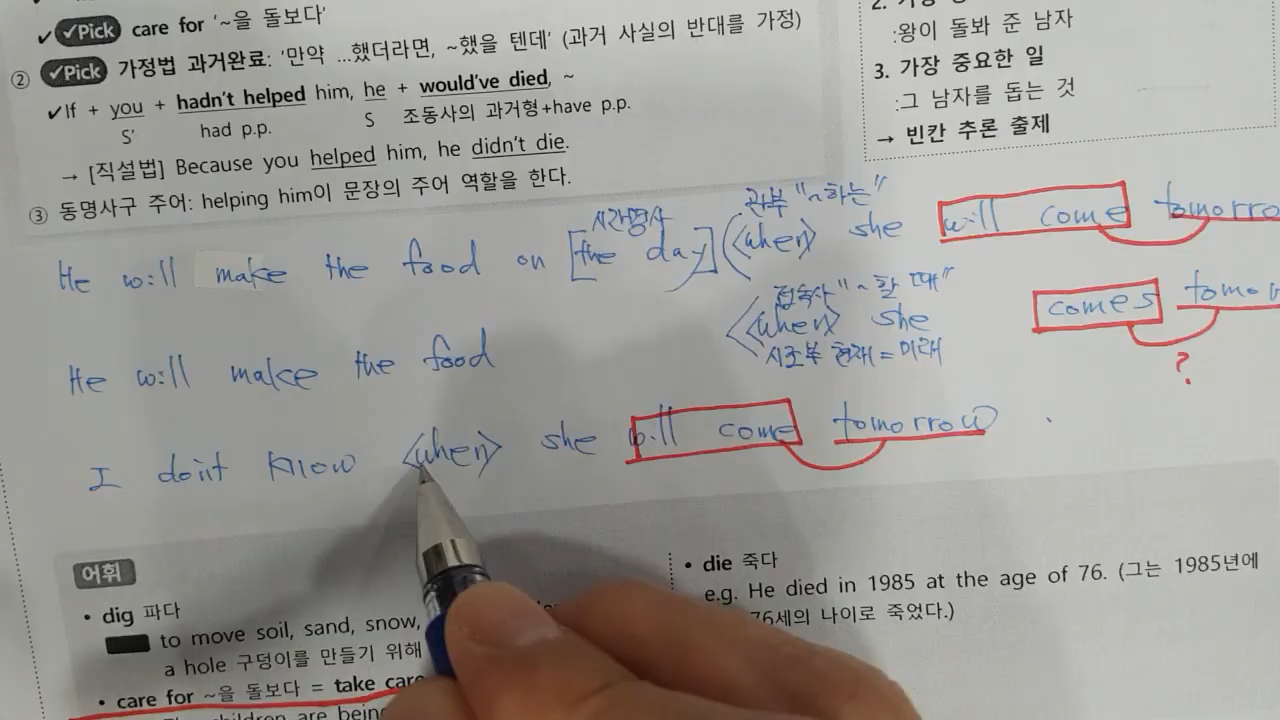 ✓Pick care for '~을 돌보다'
② ✓Pick 가정법 과거완료: '만약 …했더라면, ~했을 텐데' (과거 사실의 반대를 가정)
✓If + you + hadn't helped him, he + would've died, ~
S' had p.p. S 조동사의 과거형+have p.p.
→ [직설법] Because you helped him, he didn't die.
③ 동명사구 주어: helping him이 문장의 주어 역할을 한다.
:왕이 돌봐 준 남자
3. 가장 중요한 일
:그 남자를 돕는 것
→ 빈칸 추론 출제
시간명사 관부 "~하는"
He will make the food on [the day] (<when> she will come tomorro
접속사 "~할 때"
He will make the food <when> she comes tomo
시조부 현재=미래
?
I don't know <when> she will come tomorrow .
어휘
• dig 파다
to move soil, sand, snow,
a hole 구덩이를 만들기 위해
• care for ~을 돌보다 = take care
• die 죽다
e.g. He died in 1985 at the age of 76. (그는 1985년에
76세의 나이로 죽었다.)